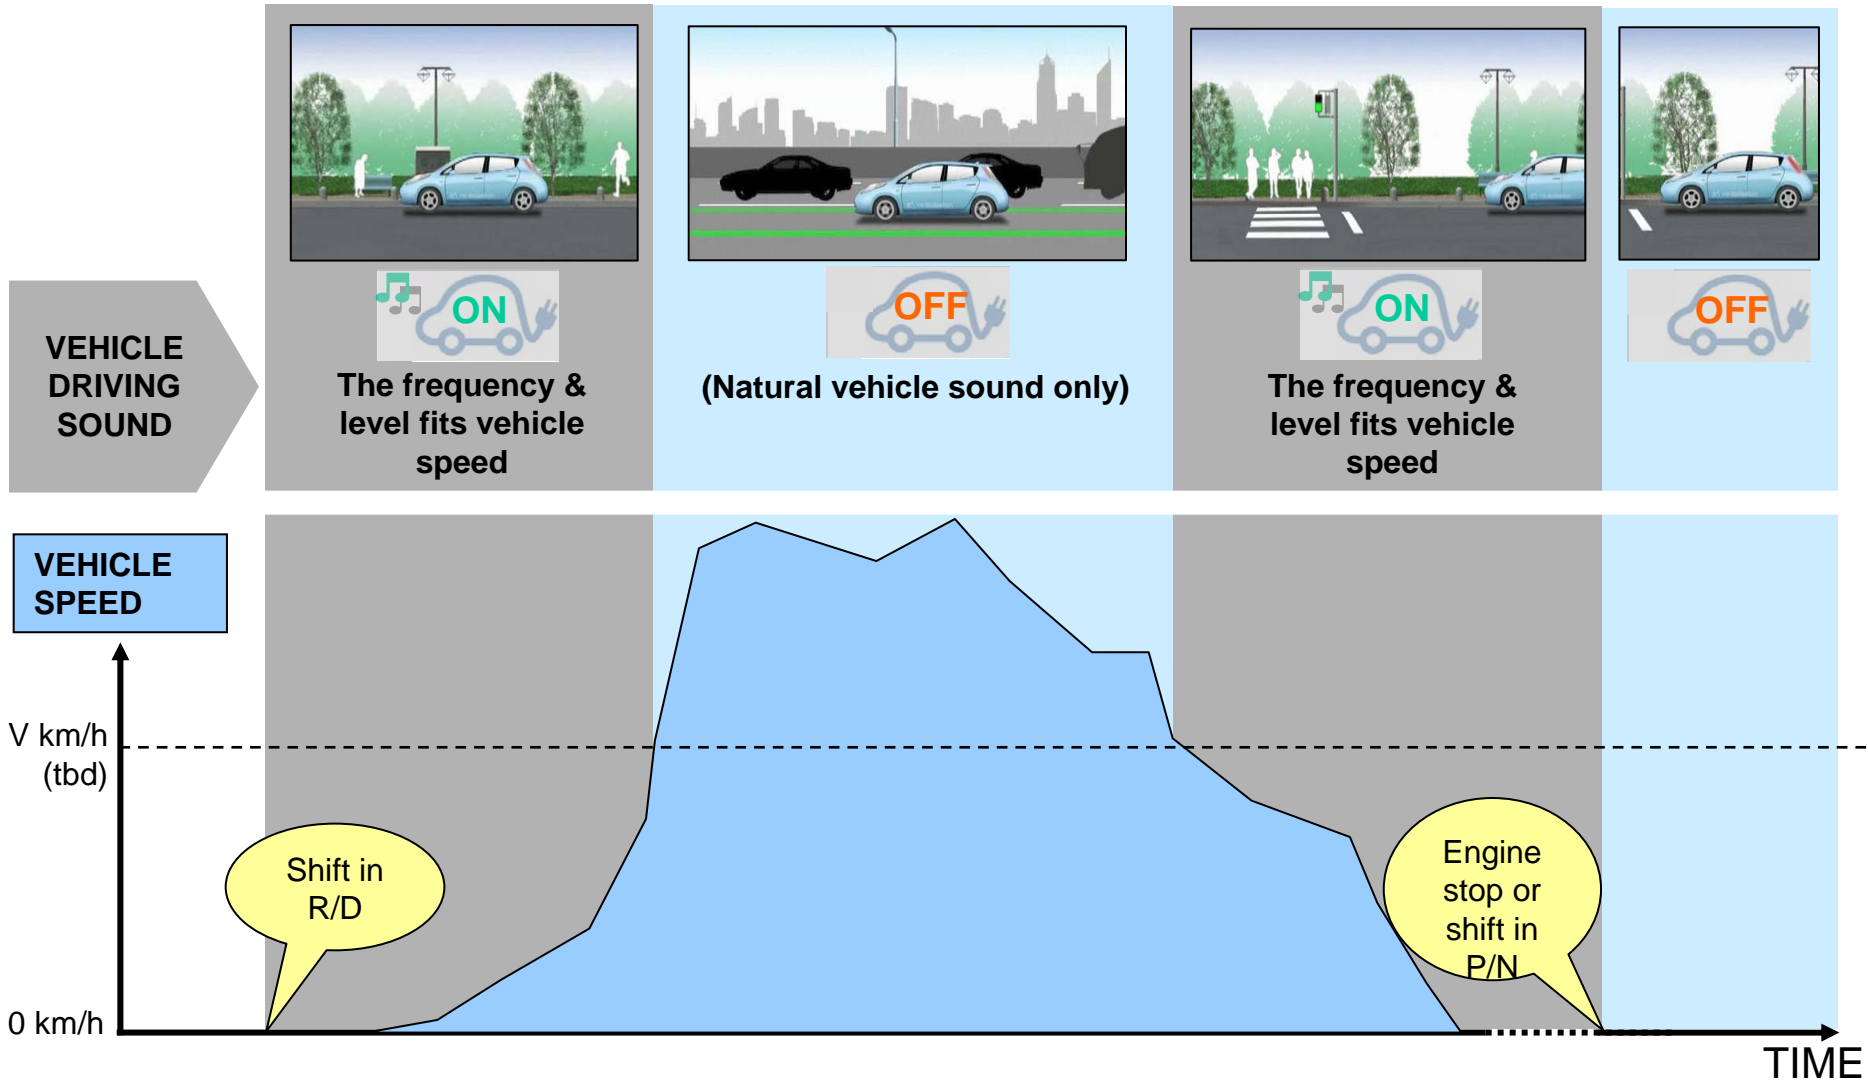 ON
OFF
ON
OFF
VEHICLE
DRIVING
SOUND
The frequency &
level fits vehicle
speed
(Natural vehicle sound only)
The frequency &
level fits vehicle
speed
VEHICLE
SPEED
V km/h
(tbd)
Shift in
R/D
Engine
stop or
shift in
P/N
0 km/h
TIME